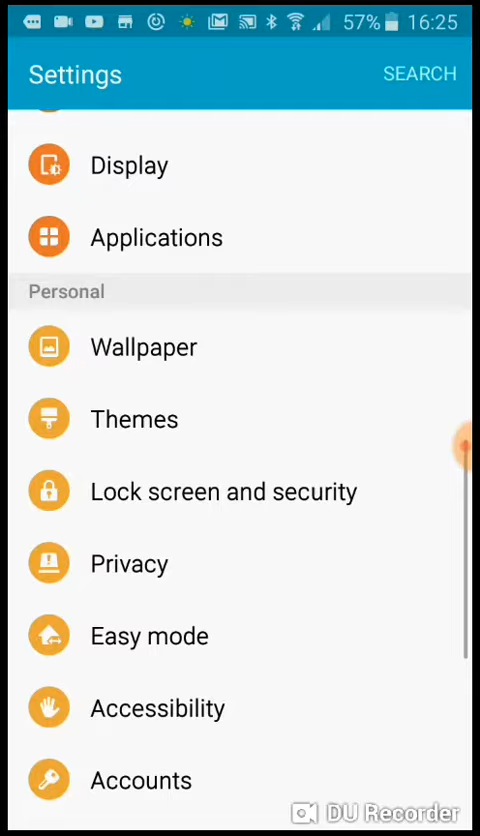 57% 16:25
Settings SEARCH
Display
Applications
Personal
Wallpaper
Themes
Lock screen and security
Privacy
Easy mode
Accessibility
Accounts
DU Recorder